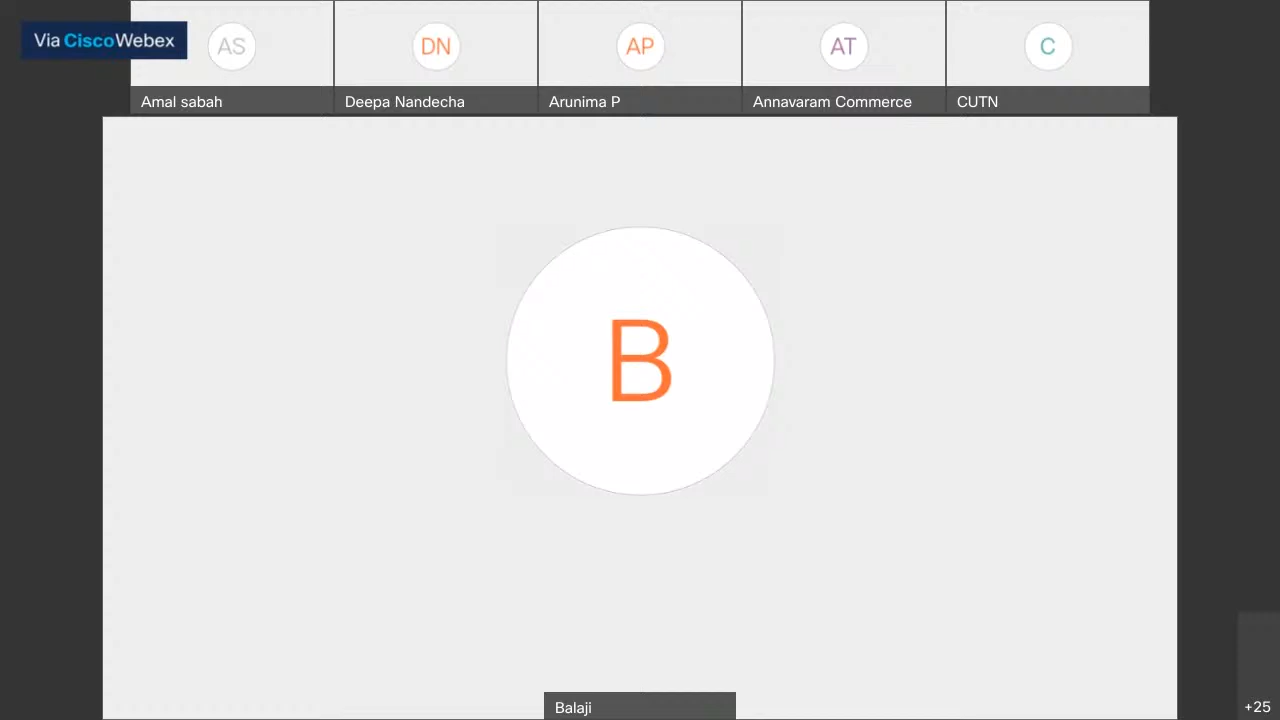 Via CiscoWebex
AS
DN
AP
AT
C
Amal sabah
Deepa Nandecha
Arunima P
Annavaram Commerce
CUTN
B
Balaji
+25